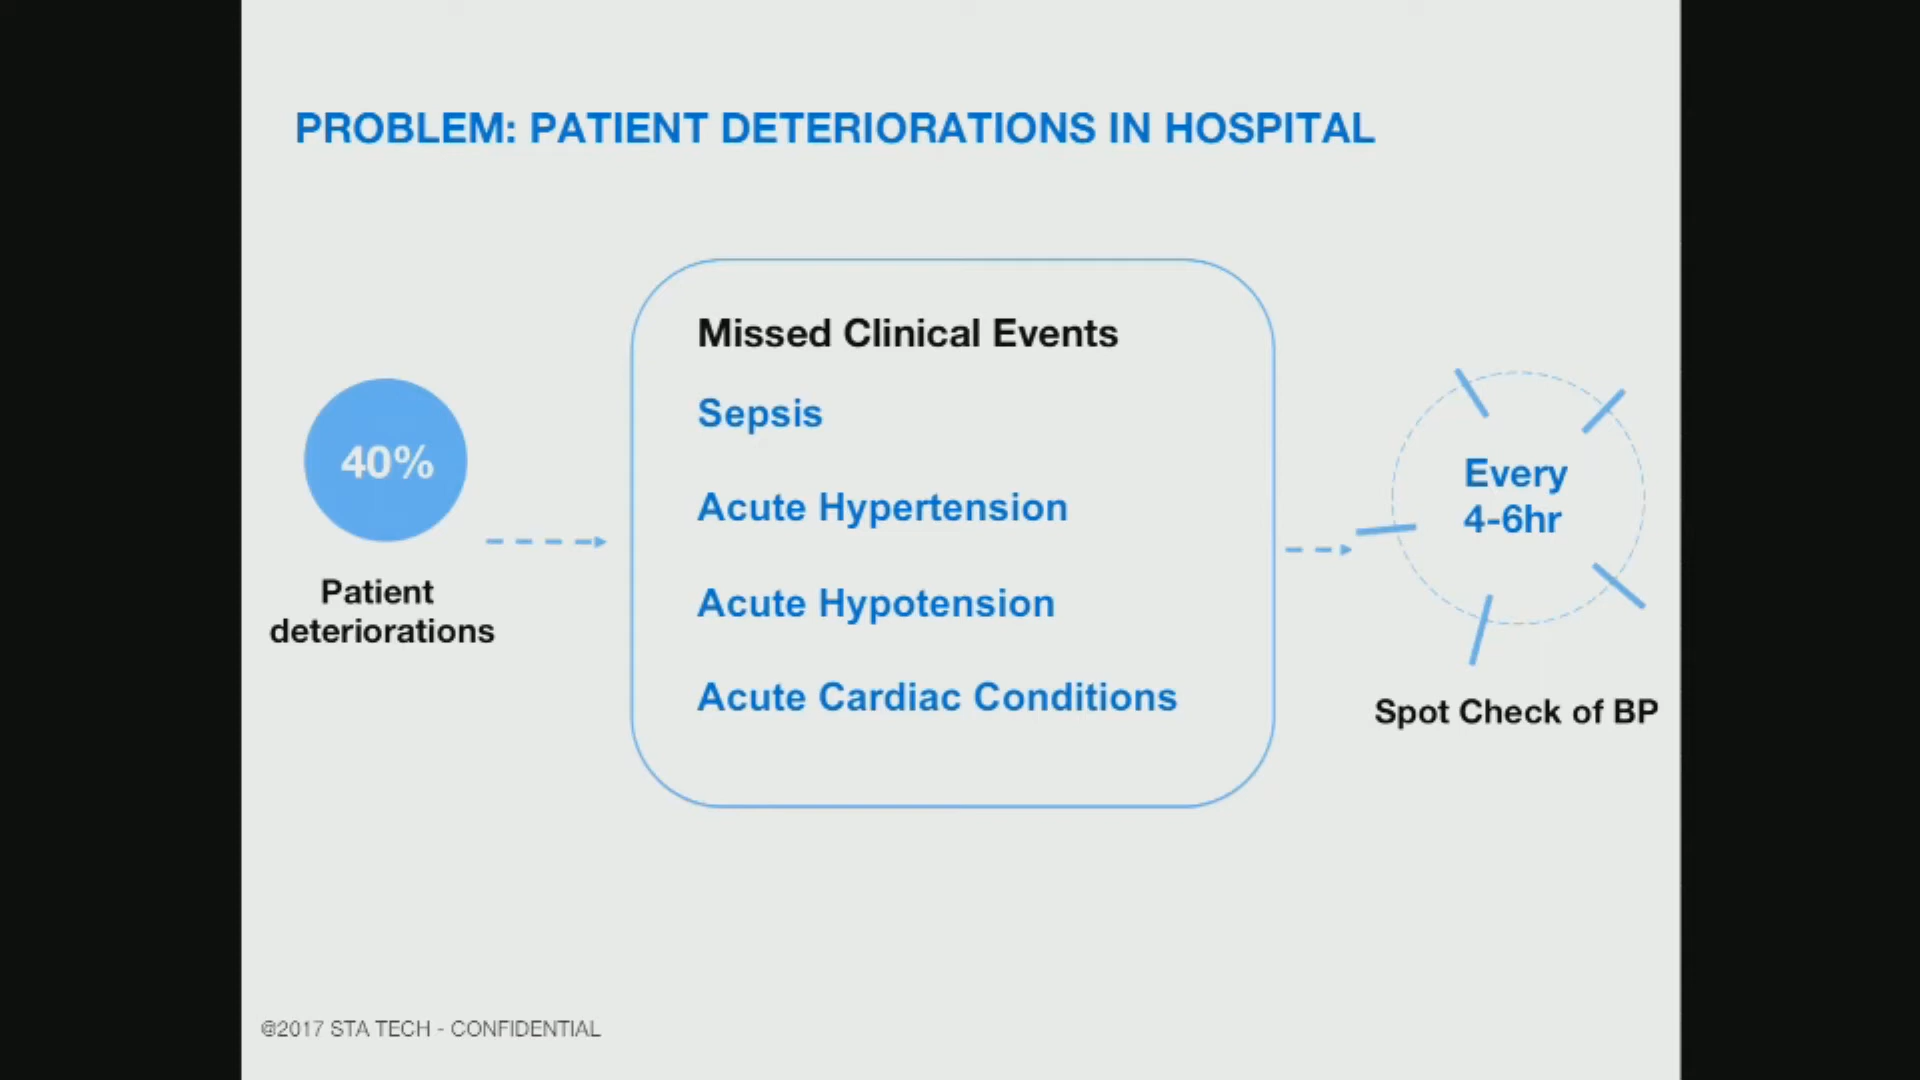 PROBLEM: PATIENT DETERIORATIONS IN HOSPITAL
40%
Patient
deteriorations
Missed Clinical Events
Sepsis
Acute Hypertension
Acute Hypotension
Acute Cardiac Conditions
Every
4-6hr
Spot Check of BP
@2017 STA TECH - CONFIDENTIAL